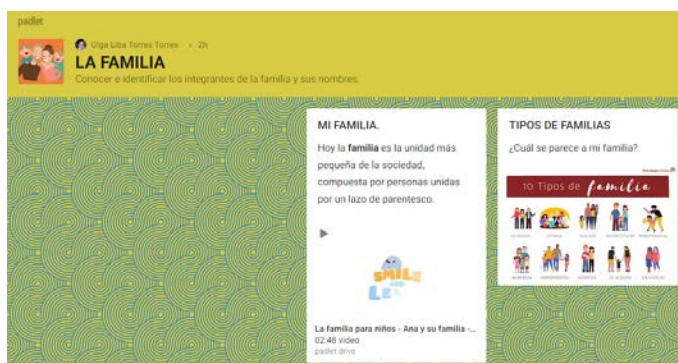 padlet
Olga Liba Torres Torres • 2h
LA FAMILIA
Conocer e identificar los integrantes de la familia y sus nombres.
MI FAMILIA.
Hoy la familia es la unidad más
pequeña de la sociedad,
compuesta por personas unidas
por un lazo de parentesco.
SMILE
La familia para niños - Ana y su familia -...
02:48 video
padlet drive
TIPOS DE FAMILIAS
¿Cuál se parece a mi familia?
10 Tipos de familia